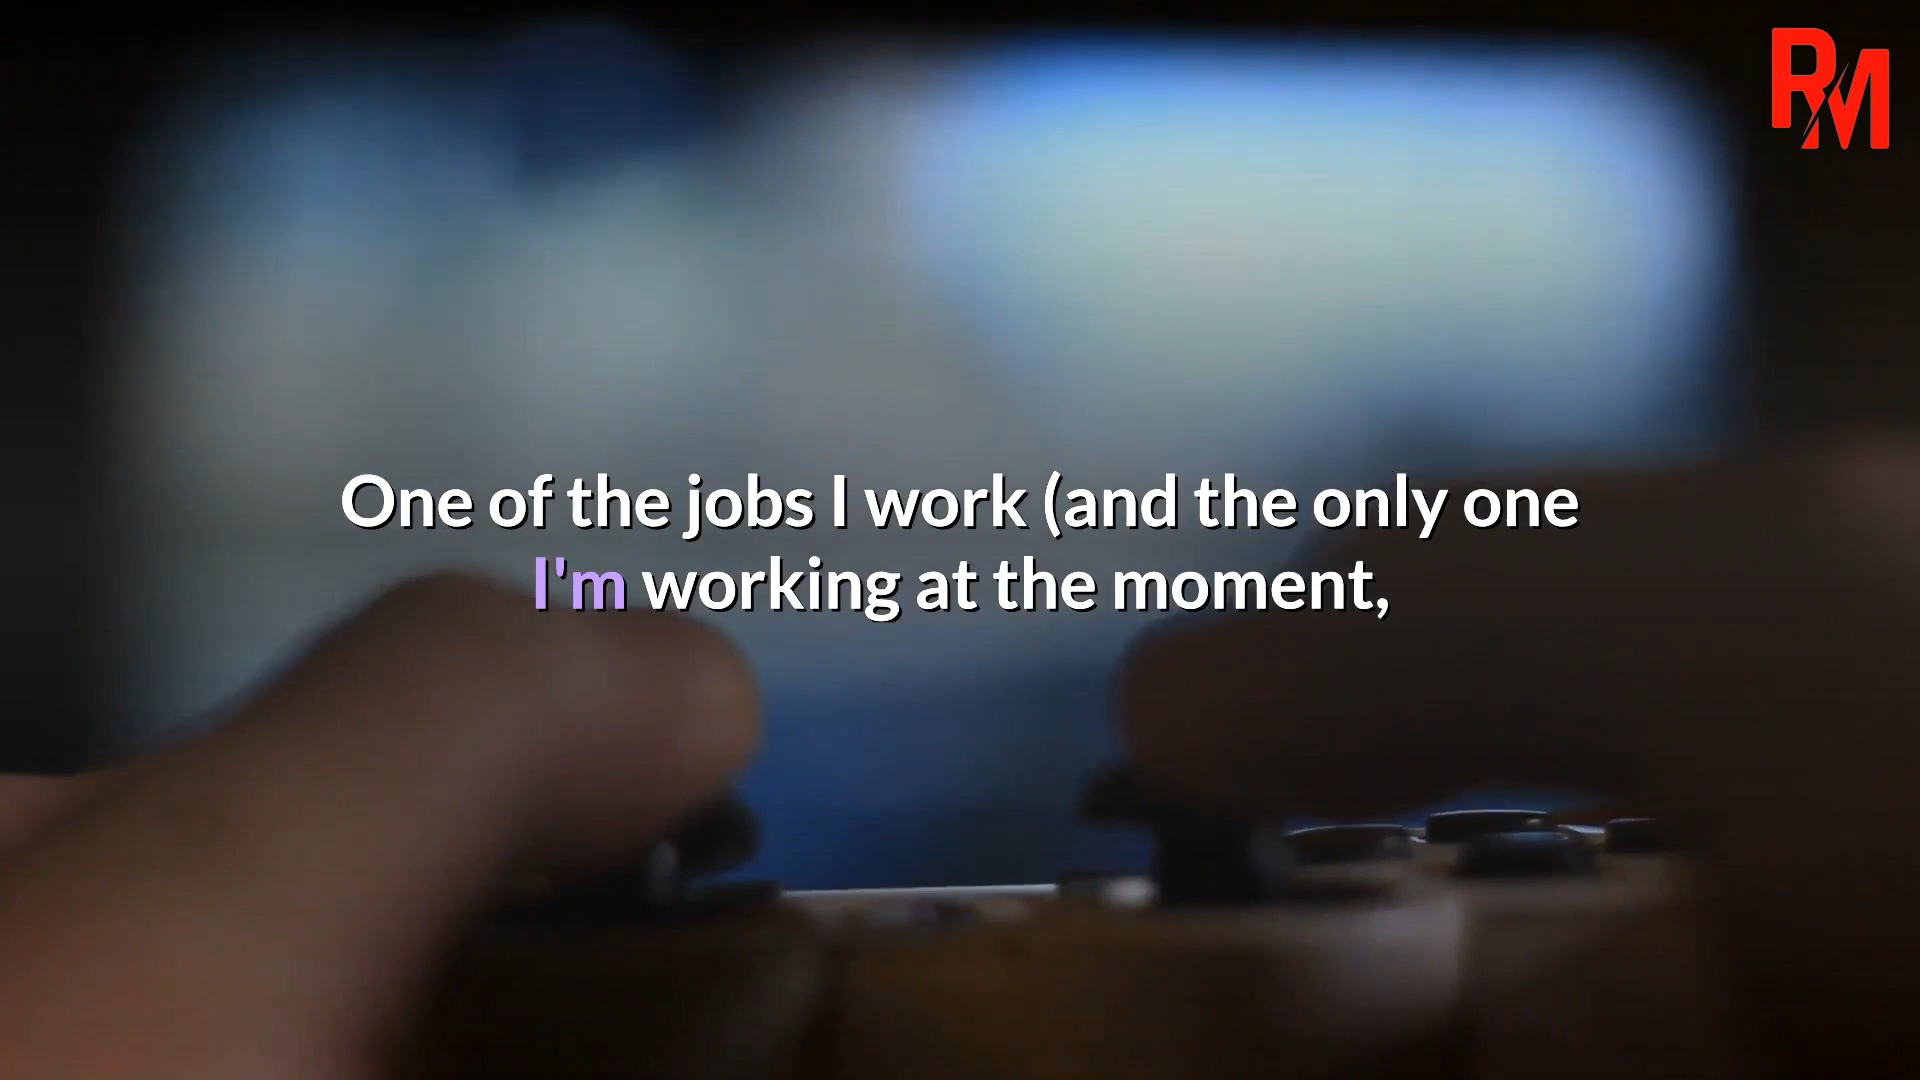 RM
One of the jobs I work (and the only one
I'm working at the moment,